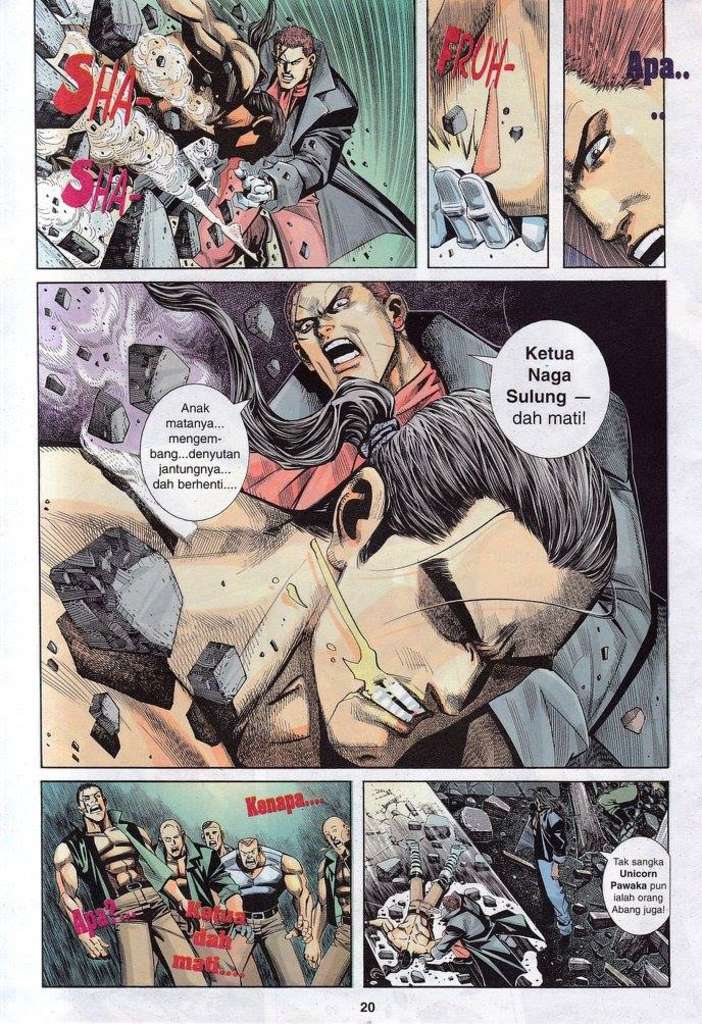 SHA-
SHA-
BRUH-
Apa..
..
Ketua
Naga
Sulung —
dah mati!
Anak
matanya...
mengem-
bang...denyutan
jantungnya...
dah berhenti....
Kenapa....
Apa?...
Ketua
dah
mati....
Tak sangka
Unicorn
Pawaka pun
ialah orang
Abang juga!
20